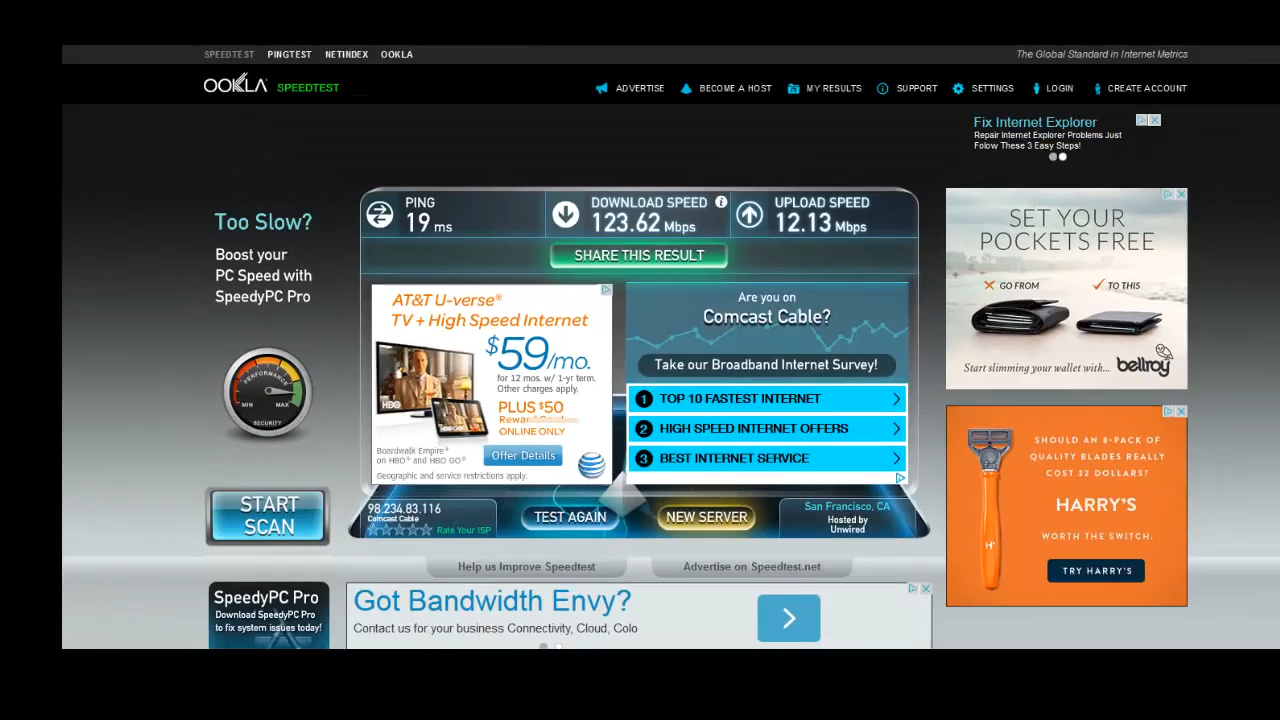 SPEEDTEST PINGTEST NETINDEX OOKLA
The Global Standard in Internet Metrics
OOKLA SPEEDTEST
ADVERTISE BECOME A HOST MY RESULTS SUPPORT SETTINGS LOGIN CREATE ACCOUNT
Fix Internet Explorer
Repair Internet Explorer Problems Just
Folow These 3 Easy Steps!
Too Slow?
Boost your
PC Speed with
SpeedyPC Pro
PERFORMANCE
MIN MAX
SECURITY
START
SCAN
SpeedyPC Pro
Download SpeedyPC Pro
to fix system issues today!
PING
19 ms
DOWNLOAD SPEED
123.62 Mbps
UPLOAD SPEED
12.13 Mbps
SHARE THIS RESULT
AT&T U-verse®
TV + High Speed Internet
$59/mo.
for 12 mos. w/ 1-yr term.
Other charges apply.
PLUS $50
Reward Card
ONLINE ONLY
HBO
HBO GO
Boardwalk Empire®
on HBO® and HBO GO®
Offer Details
Geographic and service restrictions apply.
at&t
Are you on
Comcast Cable?
Take our Broadband Internet Survey!
1 TOP 10 FASTEST INTERNET
2 HIGH SPEED INTERNET OFFERS
3 BEST INTERNET SERVICE
98.234.83.116
Comcast Cable
Rate Your ISP
TEST AGAIN
NEW SERVER
San Francisco, CA
Hosted by
Unwired
Help us Improve Speedtest
Advertise on Speedtest.net
Got Bandwidth Envy?
Contact us for your business Connectivity, Cloud, Colo
SET YOUR
POCKETS FREE
GO FROM TO THIS
Start slimming your wallet with... bellroy
SHOULD AN 8-PACK OF
QUALITY BLADES REALLY
COST 32 DOLLARS?
HARRY'S
WORTH THE SWITCH.
TRY HARRY'S
H'